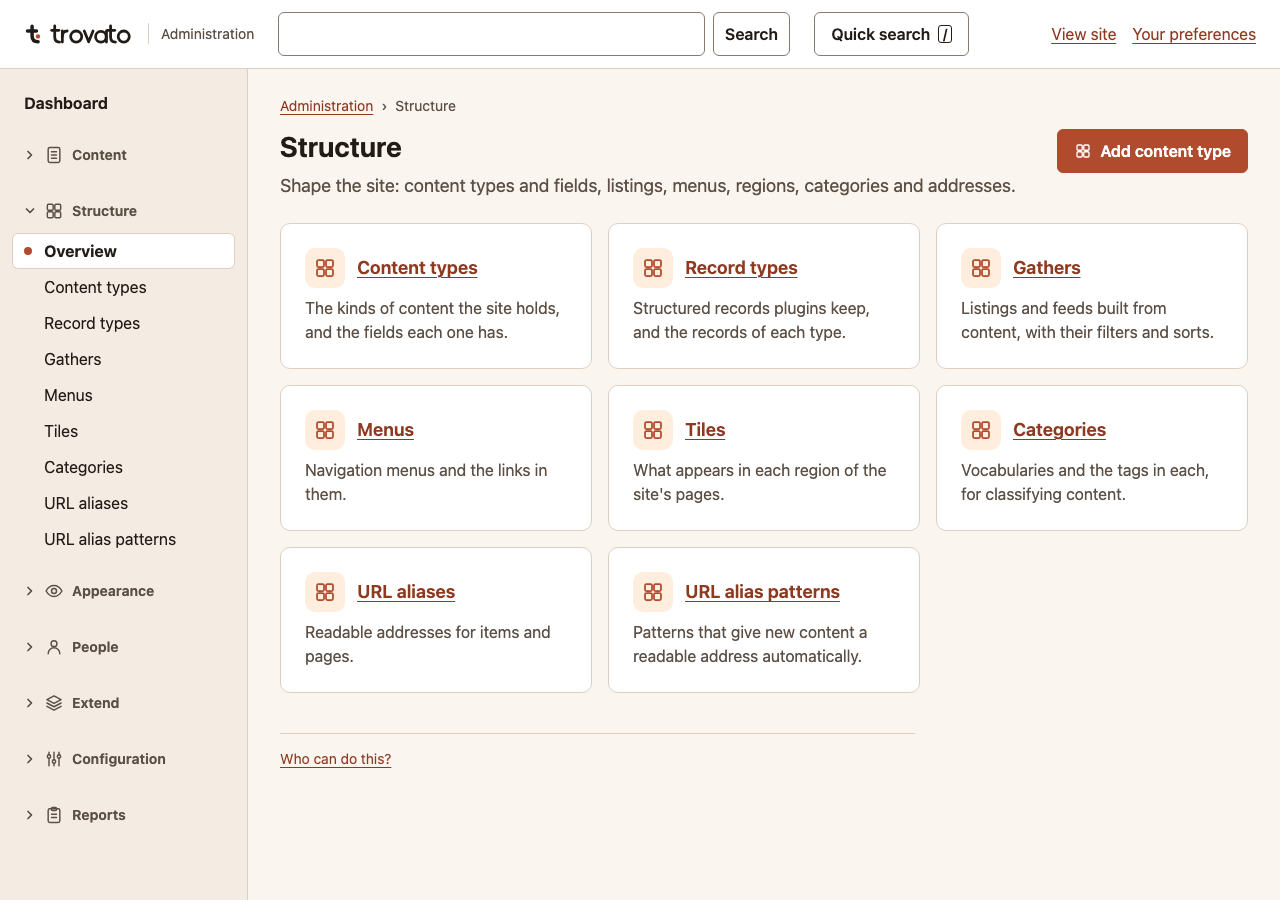 trovato
Administration
Search
Quick search /
View site
Your preferences
Dashboard
Content
Structure
Overview
Content types
Record types
Gathers
Menus
Tiles
Categories
URL aliases
URL alias patterns
Appearance
People
Extend
Configuration
Reports
Administration › Structure
Structure
Add content type
Shape the site: content types and fields, listings, menus, regions, categories and addresses.
Content types
The kinds of content the site holds,
and the fields each one has.
Record types
Structured records plugins keep,
and the records of each type.
Gathers
Listings and feeds built from
content, with their filters and sorts.
Menus
Navigation menus and the links in
them.
Tiles
What appears in each region of the
site's pages.
Categories
Vocabularies and the tags in each,
for classifying content.
URL aliases
Readable addresses for items and
pages.
URL alias patterns
Patterns that give new content a
readable address automatically.
Who can do this?